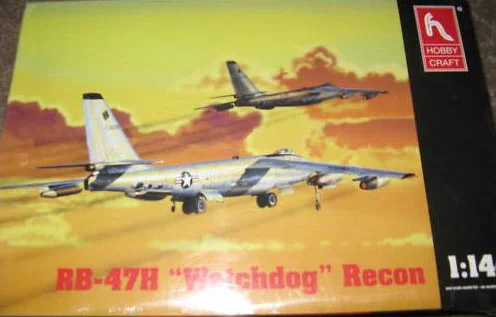 HOBBY
CRAFT
RB-47H "Watchdog" Recon
1:14